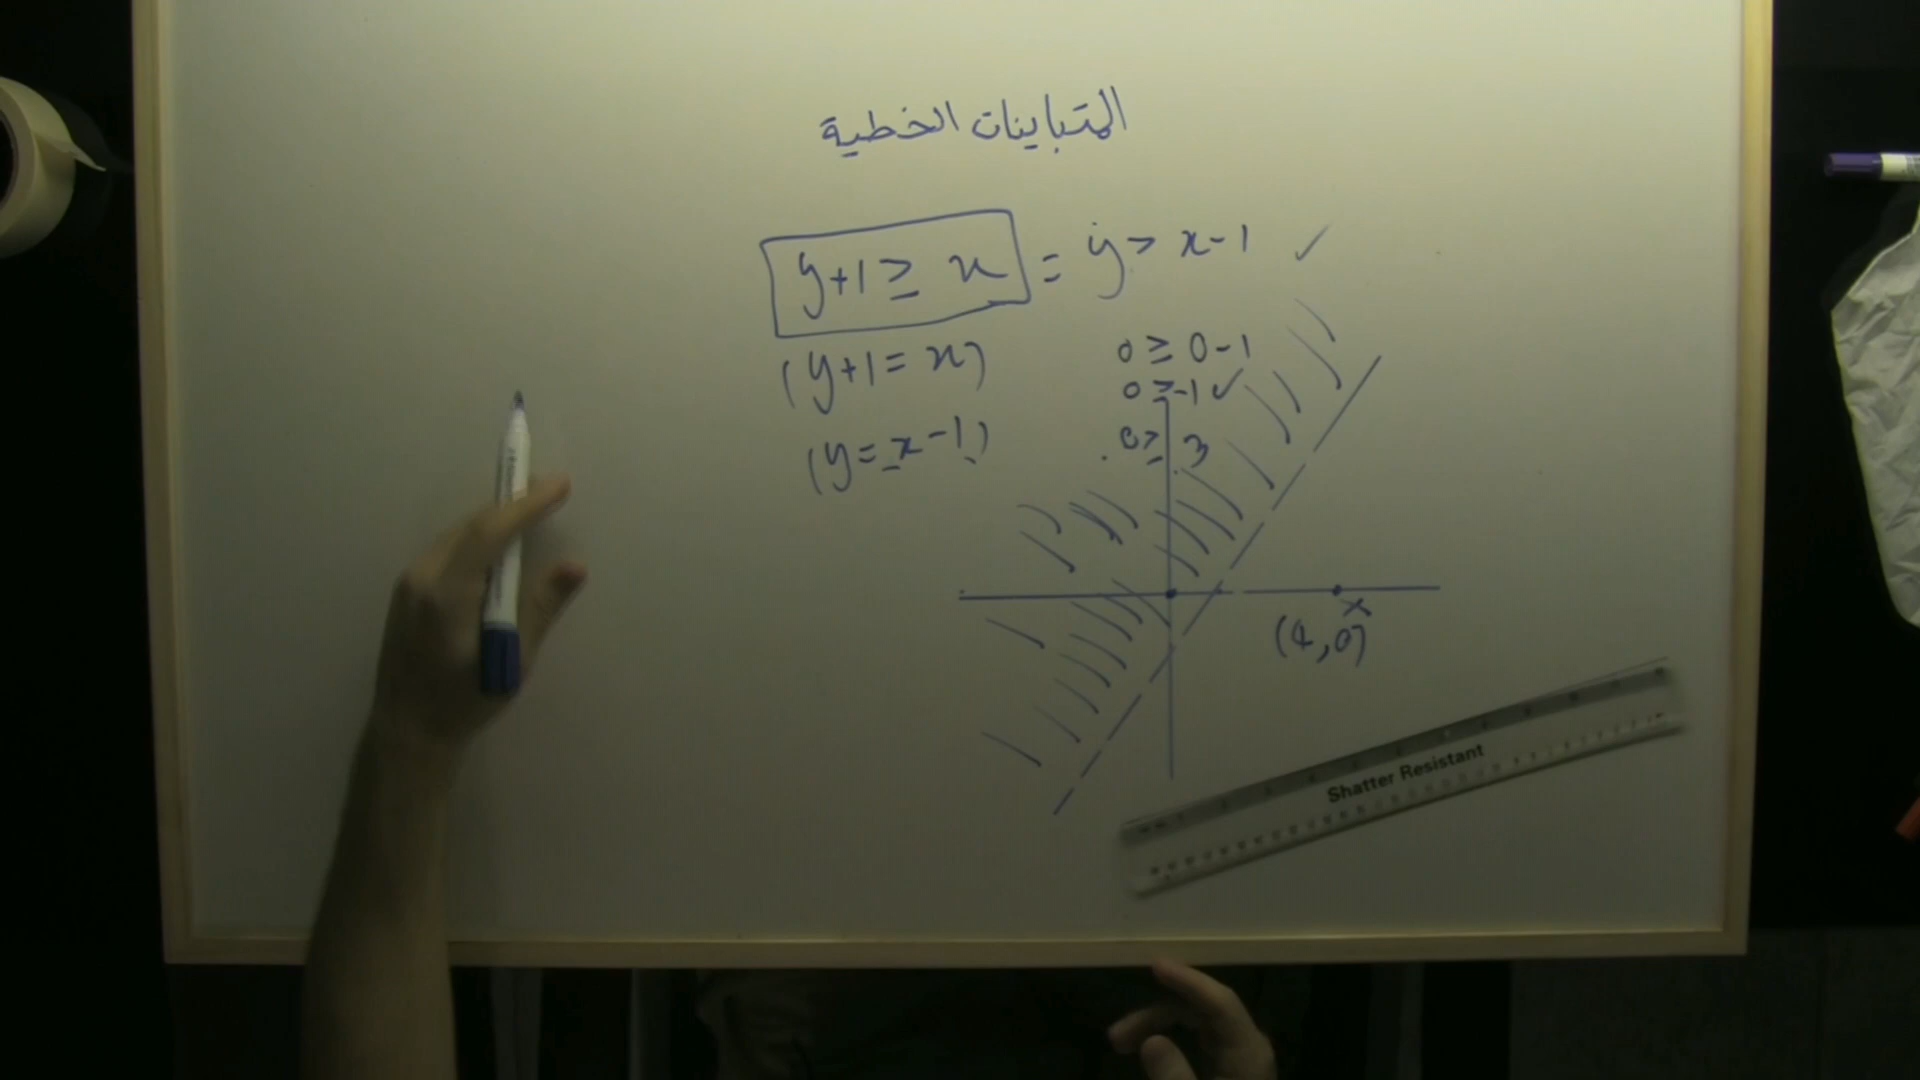 المتباينات الخطية
y+1 ≥ x = y > x-1 ✓
(y+1 = x)
0 ≥ 0-1
0 ≥ -1 ✓
(y = x-1)
0 ≥ 3
(4,0)
Shatter Resistant